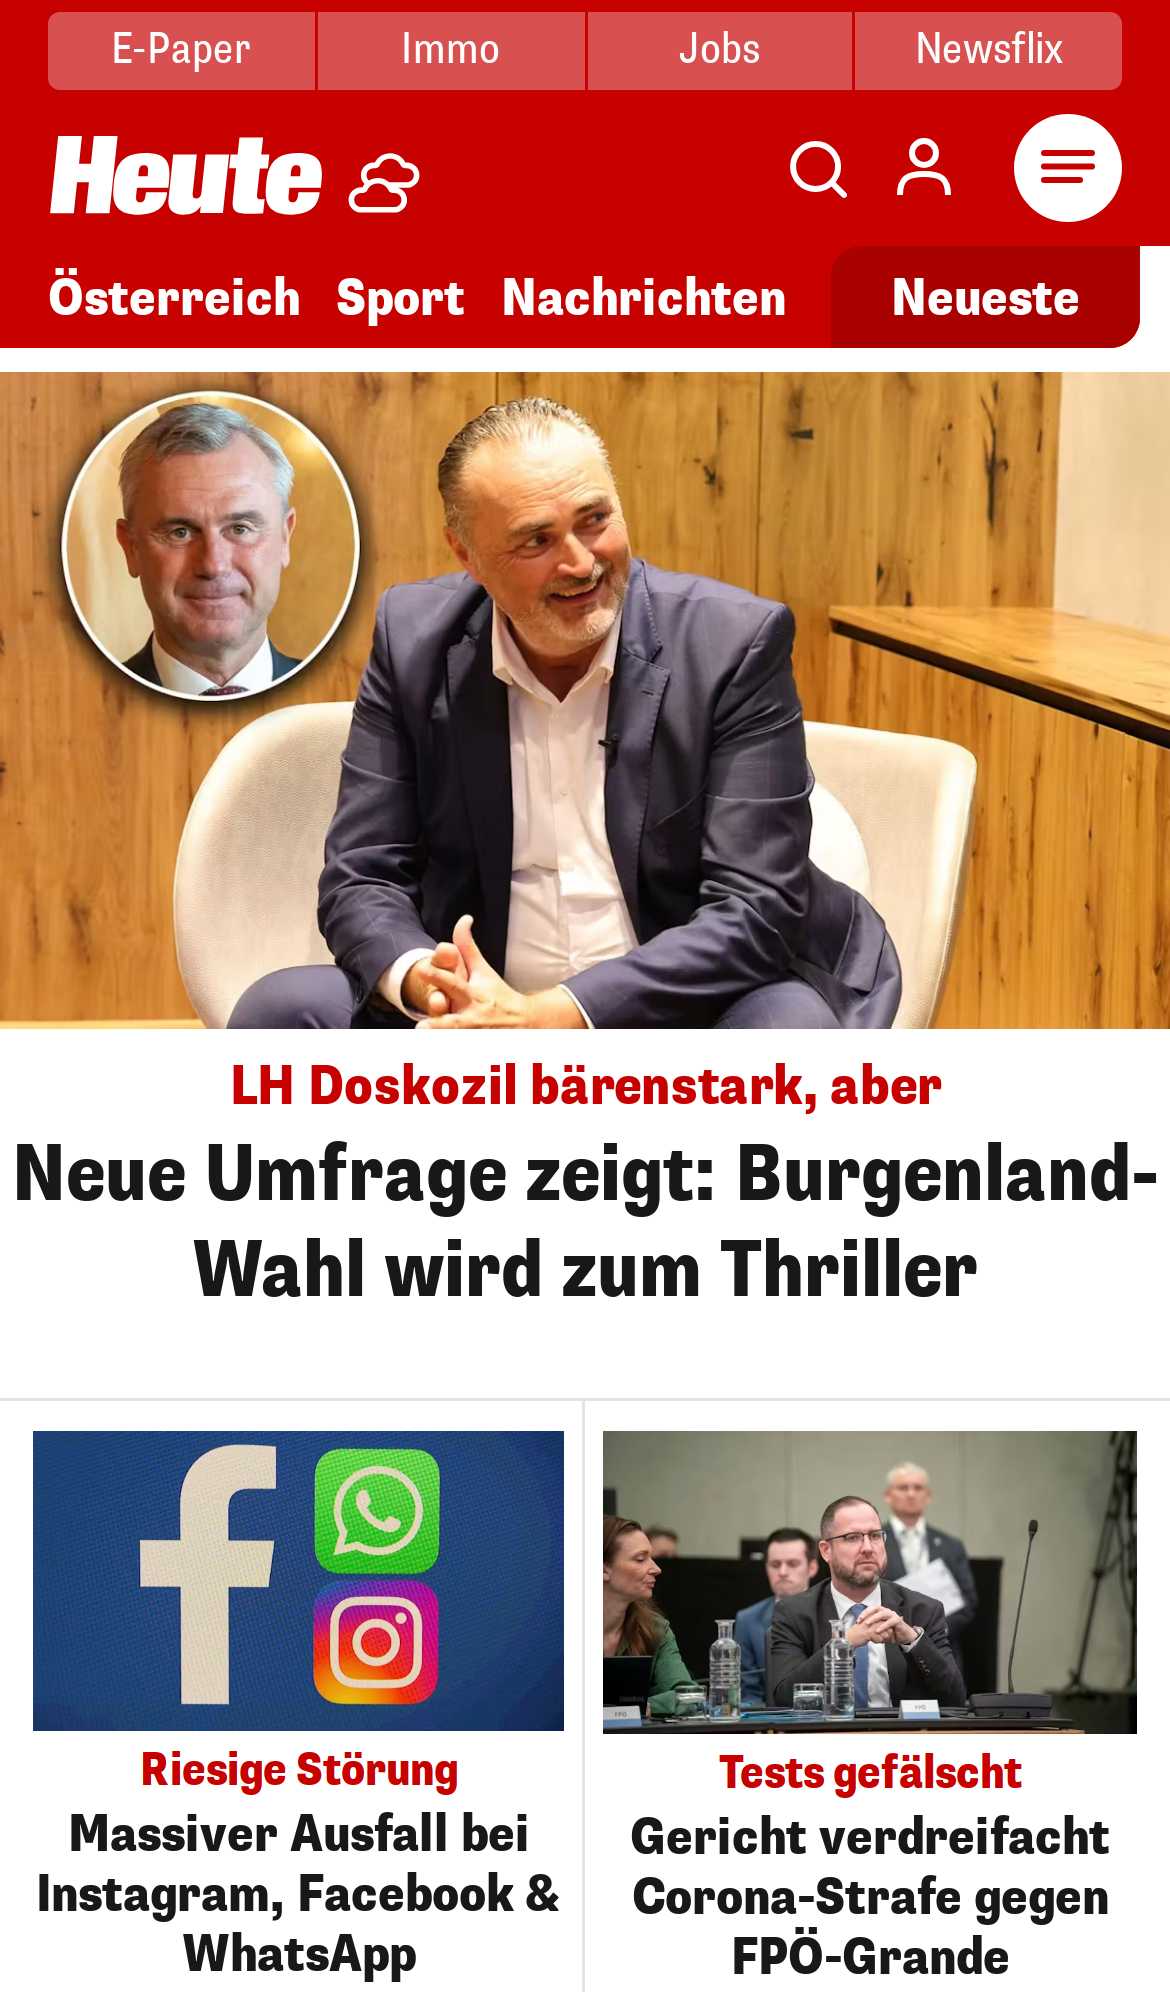 E-Paper
Immo
Jobs
Newsflix
Heute
Österreich
Sport
Nachrichten
Neueste
LH Doskozil bärenstark, aber
Neue Umfrage zeigt: Burgenland-
Wahl wird zum Thriller
Riesige Störung
Massiver Ausfall bei
Instagram, Facebook &
WhatsApp
FPÖ
FPÖ
Tests gefälscht
Gericht verdreifacht
Corona-Strafe gegen
FPÖ-Grande